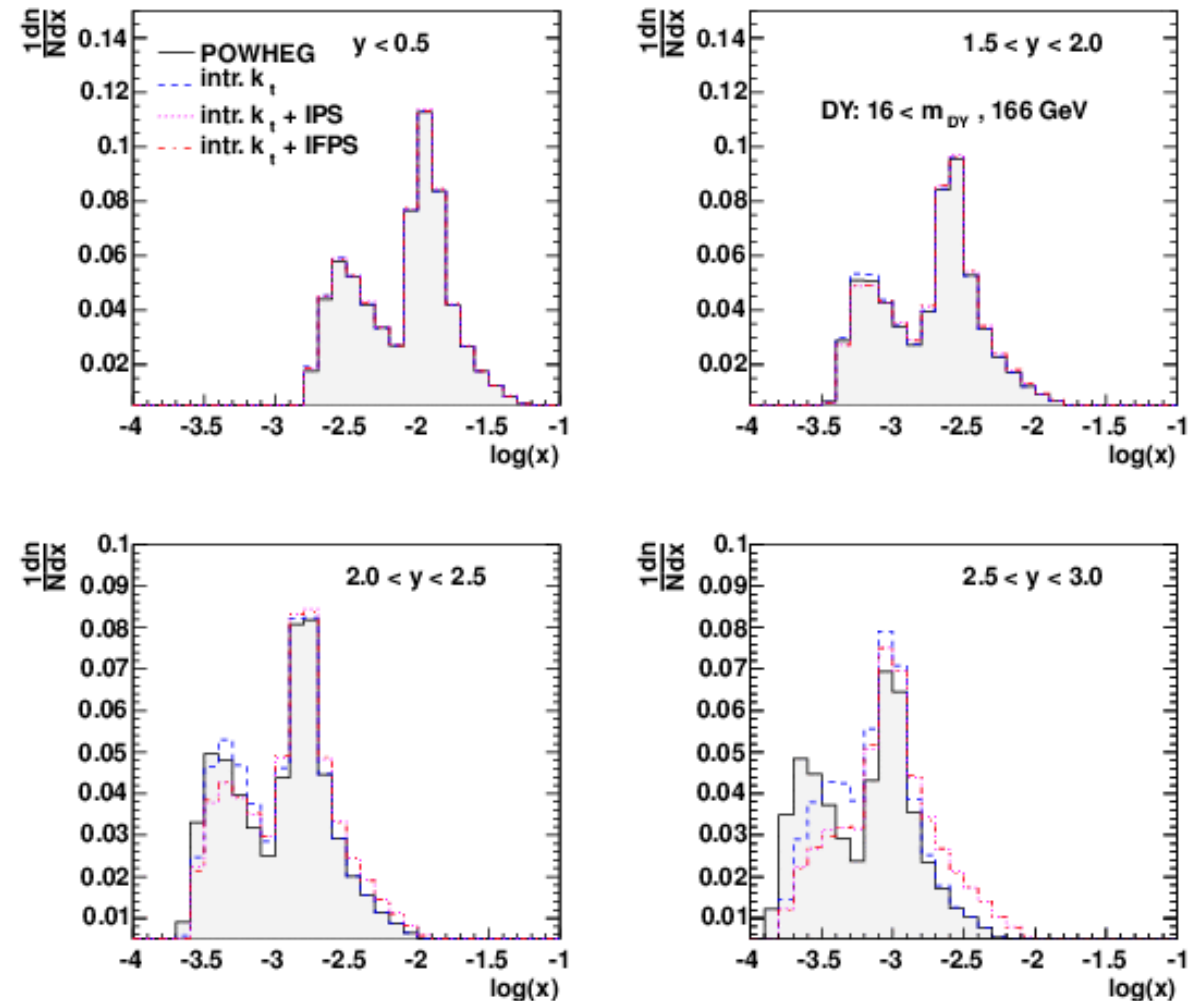 1dn
Ndx
0.14
0.12
0.1
0.08
0.06
0.04
0.02
y < 0.5
POWHEG
intr. k t
intr. k t + IPS
intr. k t + IFPS
-4 -3.5 -3 -2.5 -2 -1.5 -1
log(x)
1dn
Ndx
0.14
0.12
0.1
0.08
0.06
0.04
0.02
1.5 < y < 2.0
DY: 16 < m DY , 166 GeV
-4 -3.5 -3 -2.5 -2 -1.5 -1
log(x)
1dn
Ndx
0.1
0.09
0.08
0.07
0.06
0.05
0.04
0.03
0.02
0.01
2.0 < y < 2.5
-4 -3.5 -3 -2.5 -2 -1.5 -1
log(x)
1dn
Ndx
0.1
0.09
0.08
0.07
0.06
0.05
0.04
0.03
0.02
0.01
2.5 < y < 3.0
-4 -3.5 -3 -2.5 -2 -1.5 -1
log(x)